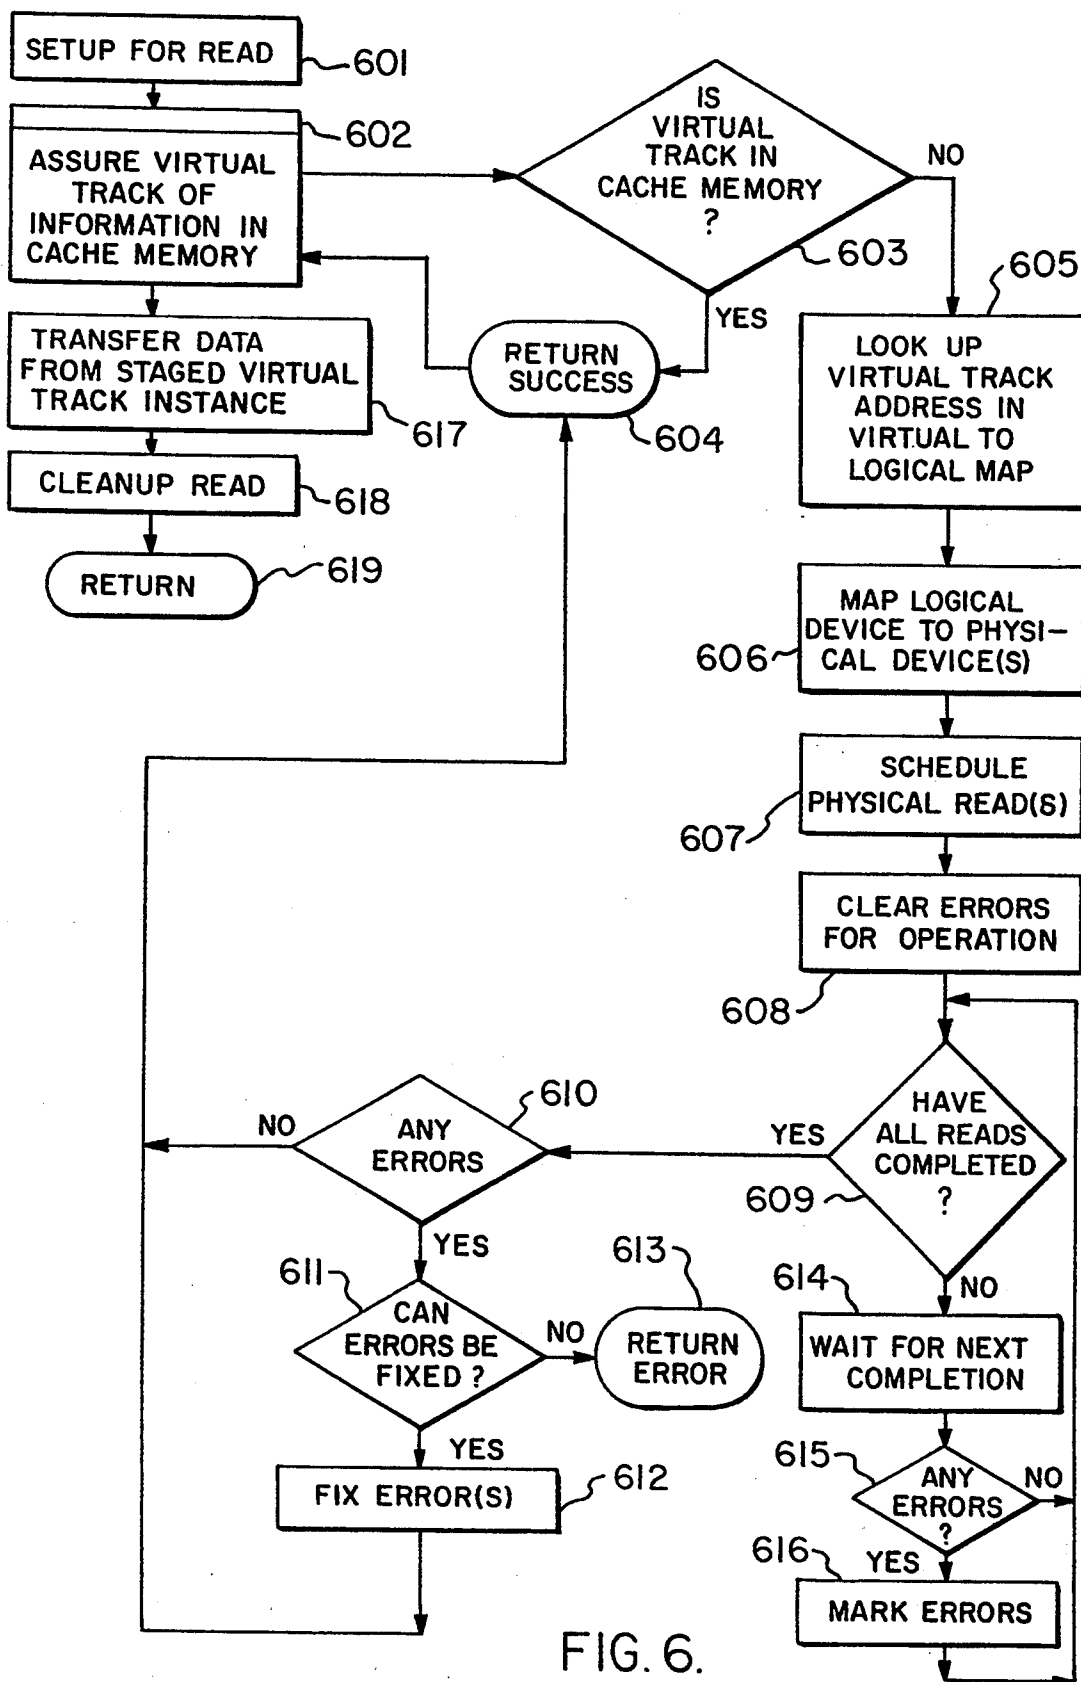 SETUP FOR READ
601
602
ASSURE VIRTUAL
TRACK OF
INFORMATION IN
CACHE MEMORY
TRANSFER DATA
FROM STAGED VIRTUAL
TRACK INSTANCE
617
CLEANUP READ
618
RETURN
619
IS
VIRTUAL
TRACK IN
CACHE MEMORY
?
603
NO
YES
RETURN
SUCCESS
604
605
LOOK UP
VIRTUAL TRACK
ADDRESS IN
VIRTUAL TO
LOGICAL MAP
MAP LOGICAL
DEVICE TO PHYSI-
CAL DEVICE(S)
606
SCHEDULE
PHYSICAL READ(S)
607
CLEAR ERRORS
FOR OPERATION
608
HAVE
ALL READS
COMPLETED
?
609
YES
NO
610
ANY
ERRORS
NO
YES
611
CAN
ERRORS BE
FIXED ?
NO
YES
613
RETURN
ERROR
FIX ERROR(S)
612
614
WAIT FOR NEXT
COMPLETION
615
ANY
ERRORS
?
NO
YES
616
MARK ERRORS
FIG. 6.